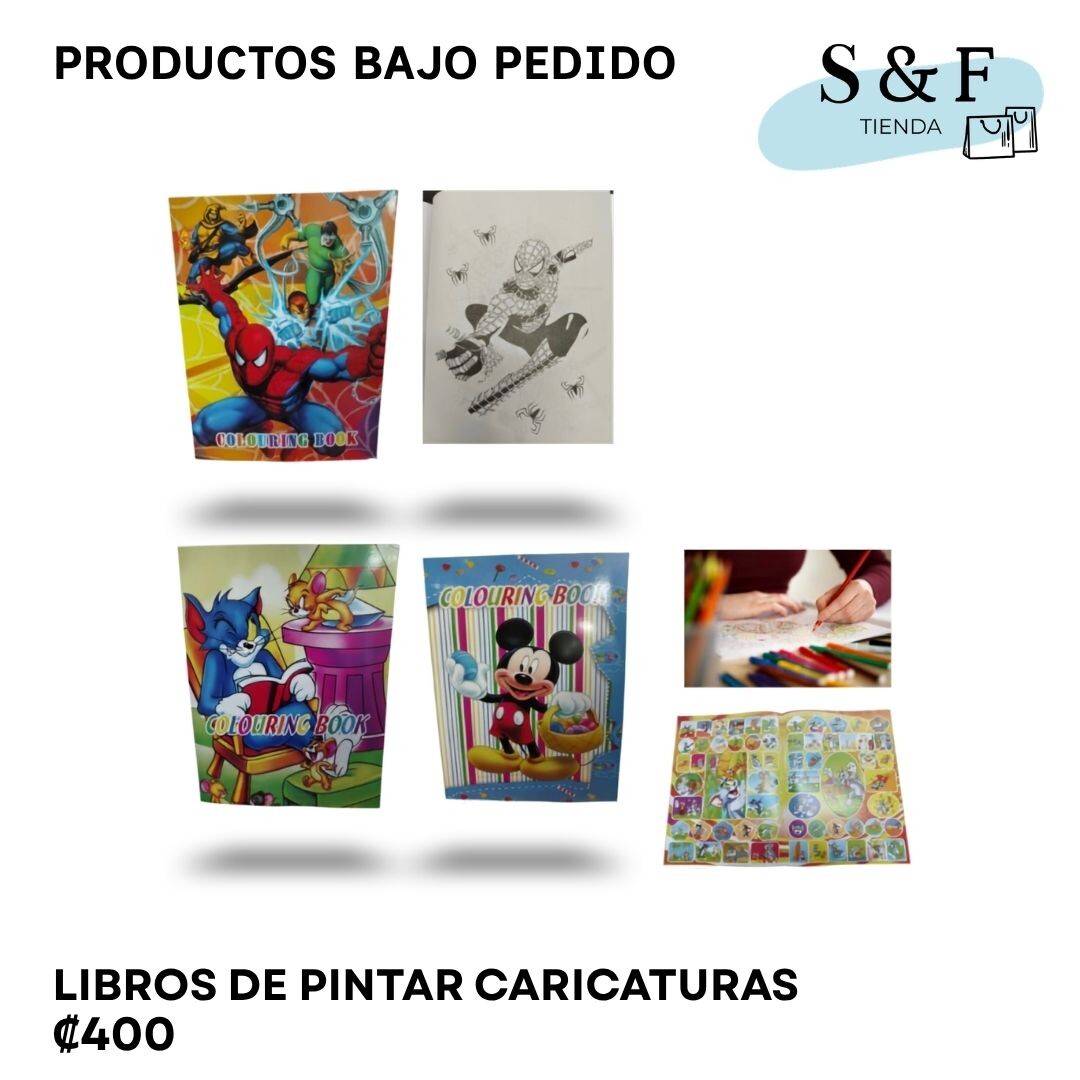 PRODUCTOS BAJO PEDIDO
S & F
TIENDA
COLOURING BOOK
COLOURING BOOK
COLOURING BOOK
LIBROS DE PINTAR CARICATURAS
₡400